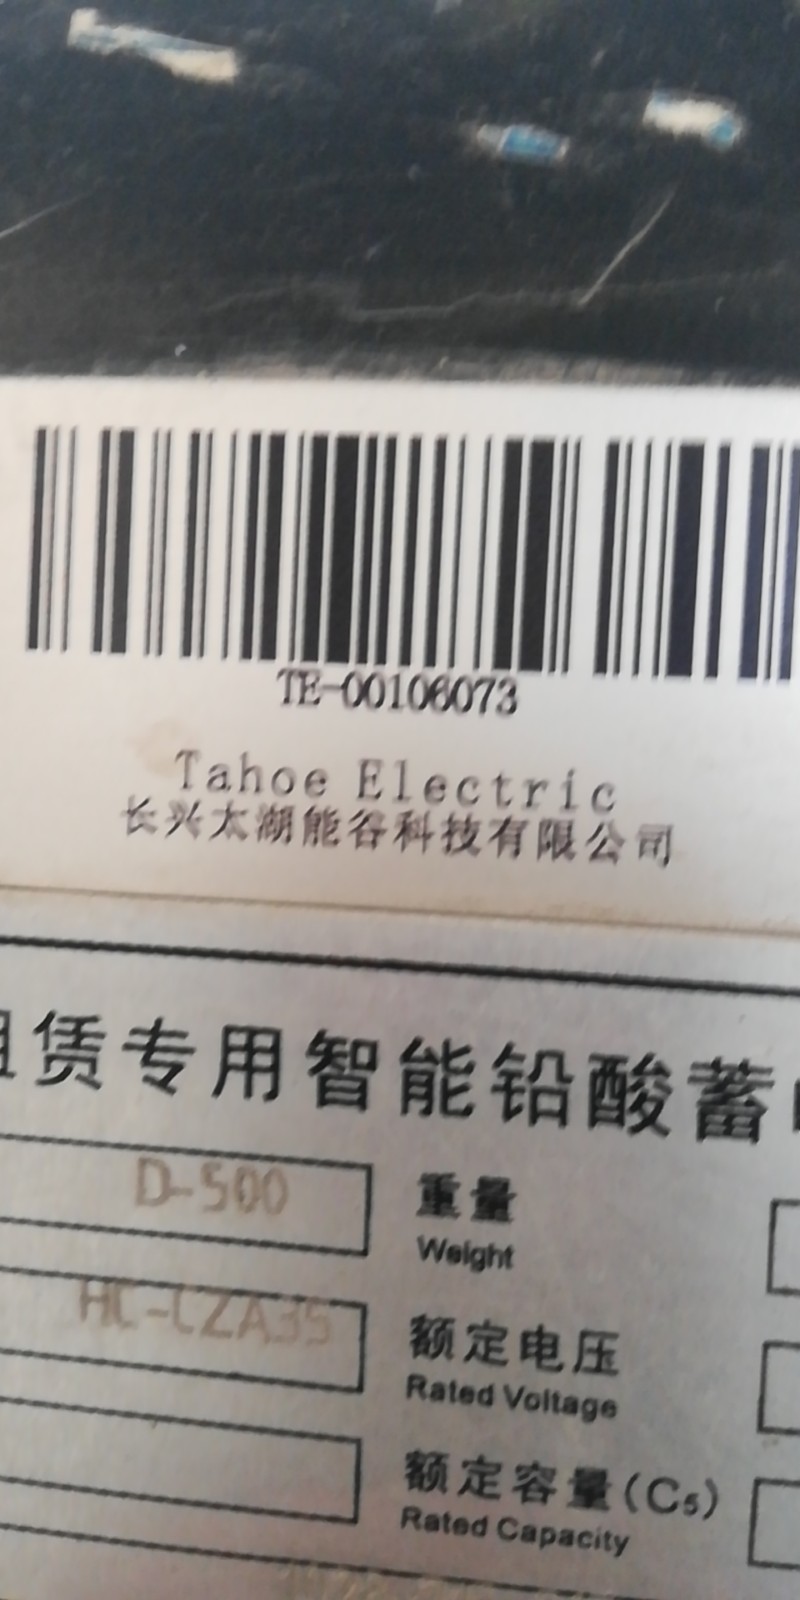 TE-00106073
Tahoe Electric
长兴太湖能谷科技有限公司
租赁专用智能铅酸蓄电
D-500
重量
Weight
HC-CZA35
额定电压
Rated Voltage
额定容量(C₅)
Rated Capacity